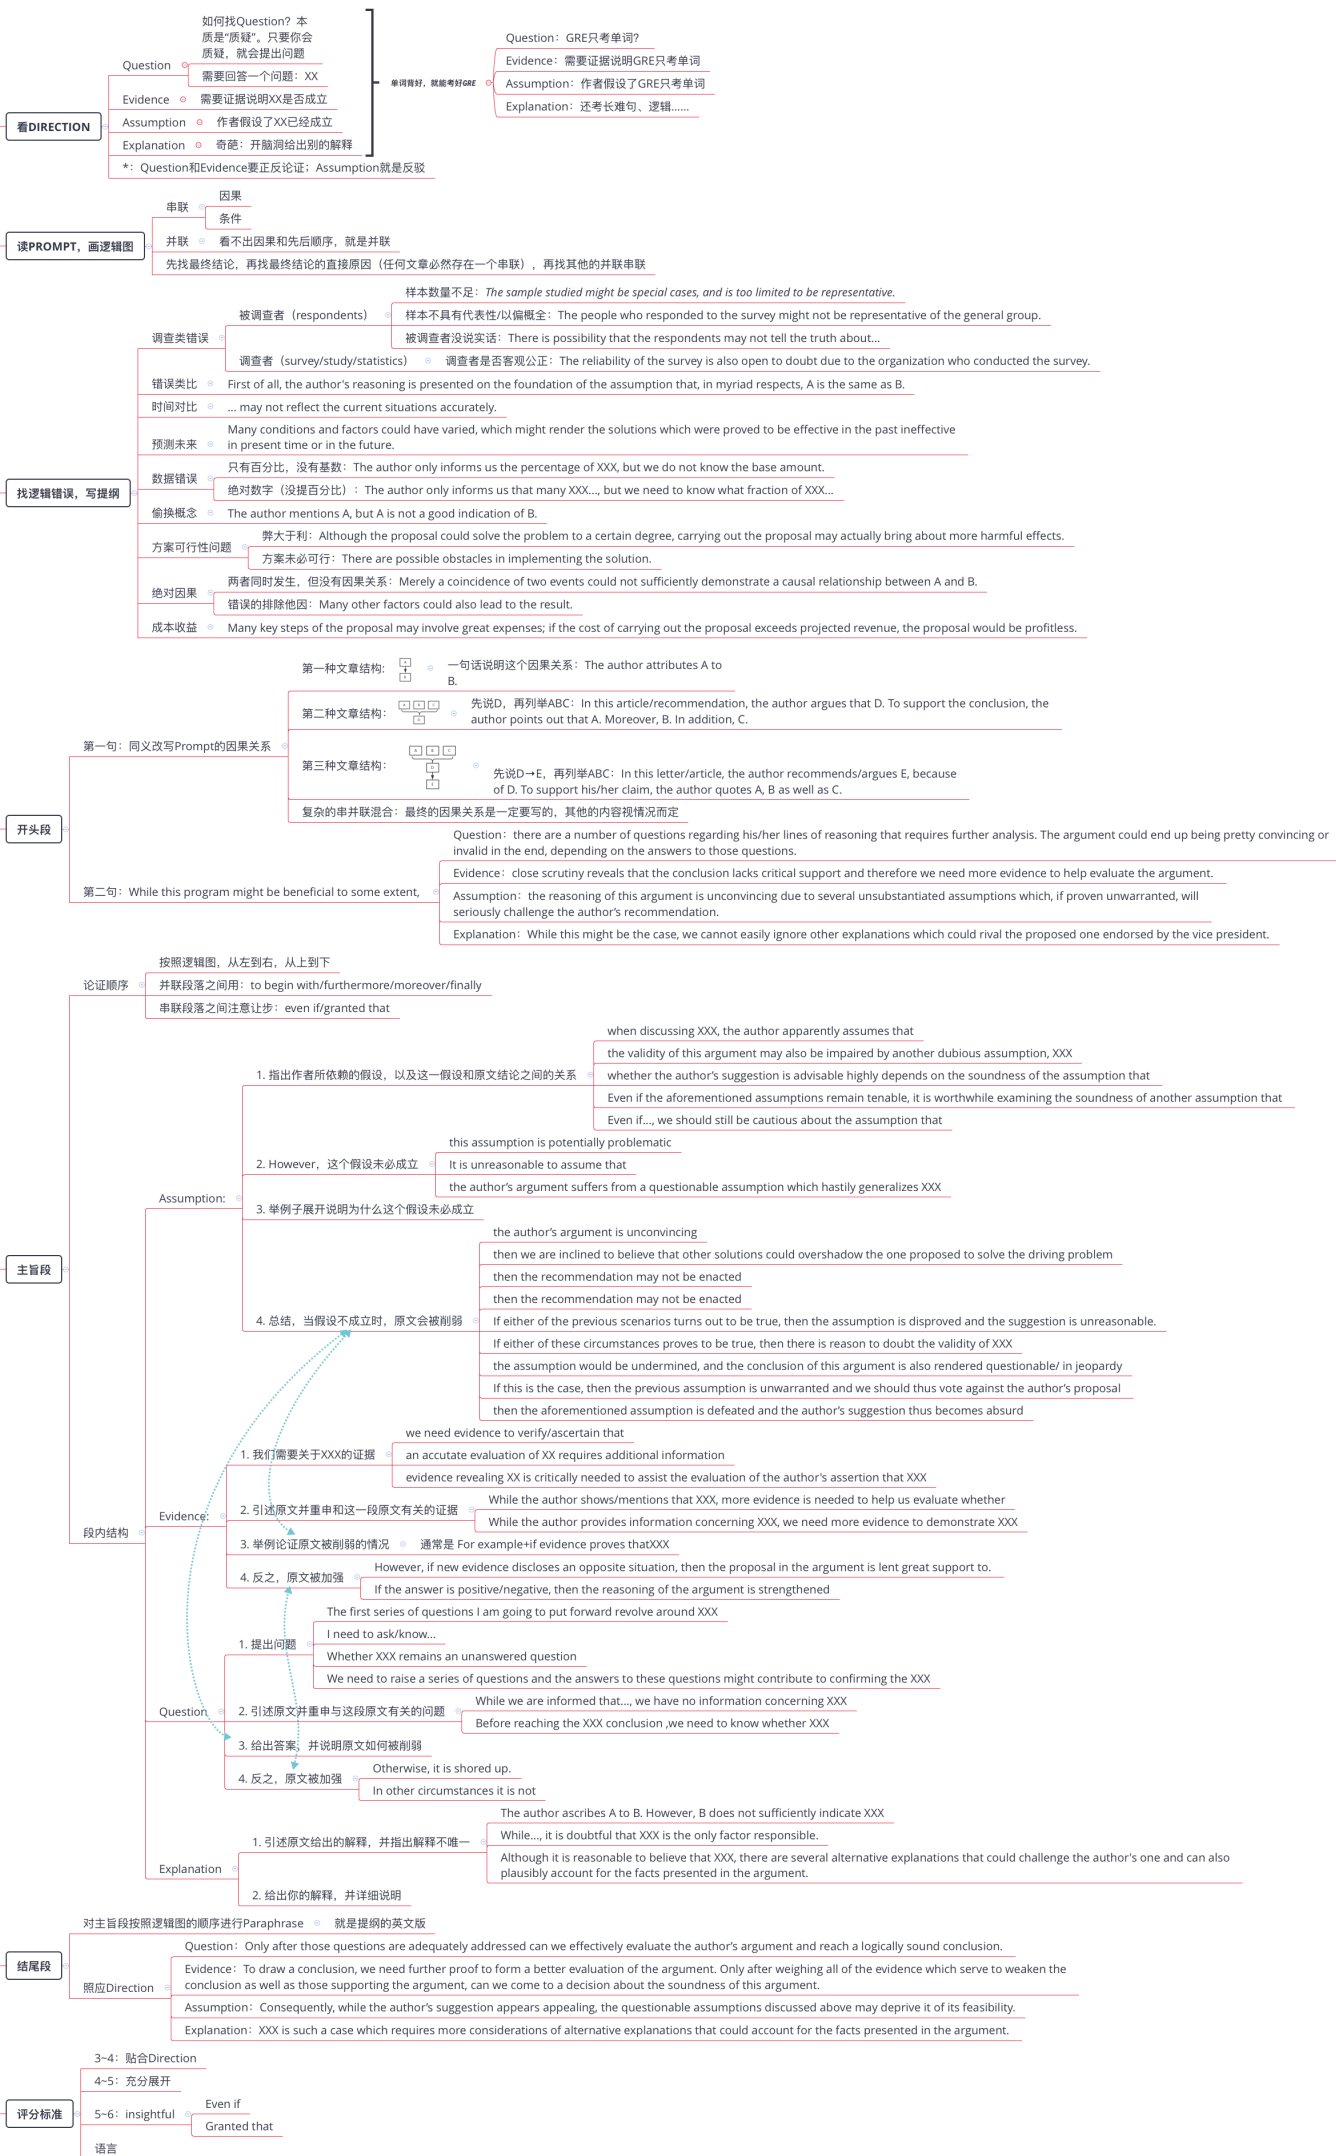 如何找Question？本
质是“质疑”。只要你会
质疑，就会提出问题
Question
需要回答一个问题：XX
Evidence
需要证据说明XX是否成立
看DIRECTION
Assumption
作者假设了XX已经成立
Explanation
奇葩：开脑洞给出别的解释
*：Question和Evidence要正反论证；Assumption就是反驳
单词背好，就能考好GRE
Question：GRE只考单词？
Evidence：需要证据说明GRE只考单词
Assumption：作者假设了GRE只考单词
Explanation：还考长难句、逻辑……
串联
因果
条件
读PROMPT，画逻辑图
并联
看不出因果和先后顺序，就是并联
先找最终结论，再找最终结论的直接原因（任何文章必然存在一个串联），再找其他的并联串联
找逻辑错误，写提纲
调查类错误
被调查者（respondents）
样本数量不足：The sample studied might be special cases, and is too limited to be representative.
样本不具有代表性/以偏概全：The people who responded to the survey might not be representative of the general group.
被调查者没说实话：There is possibility that the respondents may not tell the truth about...
调查者（survey/study/statistics）
调查者是否客观公正：The reliability of the survey is also open to doubt due to the organization who conducted the survey.
错误类比
First of all, the author's reasoning is presented on the foundation of the assumption that, in myriad respects, A is the same as B.
时间对比
... may not reflect the current situations accurately.
预测未来
Many conditions and factors could have varied, which might render the solutions which were proved to be effective in the past ineffective
in present time or in the future.
数据错误
只有百分比，没有基数：The author only informs us the percentage of XXX, but we do not know the base amount.
绝对数字（没提百分比）：The author only informs us that many XXX..., but we need to know what fraction of XXX...
偷换概念
The author mentions A, but A is not a good indication of B.
方案可行性问题
弊大于利：Although the proposal could solve the problem to a certain degree, carrying out the proposal may actually bring about more harmful effects.
方案未必可行：There are possible obstacles in implementing the solution.
绝对因果
两者同时发生，但没有因果关系：Merely a coincidence of two events could not sufficiently demonstrate a causal relationship between A and B.
错误的排除他因：Many other factors could also lead to the result.
成本收益
Many key steps of the proposal may involve great expenses; if the cost of carrying out the proposal exceeds projected revenue, the proposal would be profitless.
开头段
第一句：同义改写Prompt的因果关系
第一种文章结构：
一句话说明这个因果关系：The author attributes A to
B.
第二种文章结构：
A B C
D
先说D，再列举ABC：In this article/recommendation, the author argues that D. To support the conclusion, the
author points out that A. Moreover, B. In addition, C.
第三种文章结构：
A B C
D
E
先说D→E，再列举ABC：In this letter/article, the author recommends/argues E, because
of D. To support his/her claim, the author quotes A, B as well as C.
复杂的串并联混合：最终的因果关系是一定要写的，其他的内容视情况而定
第二句：While this program might be beneficial to some extent,
Question：there are a number of questions regarding his/her lines of reasoning that requires further analysis. The argument could end up being pretty convincing or
invalid in the end, depending on the answers to those questions.
Evidence：close scrutiny reveals that the conclusion lacks critical support and therefore we need more evidence to help evaluate the argument.
Assumption：the reasoning of this argument is unconvincing due to several unsubstantiated assumptions which, if proven unwarranted, will
seriously challenge the author’s recommendation.
Explanation：While this might be the case, we cannot easily ignore other explanations which could rival the proposed one endorsed by the vice president.
主旨段
论证顺序
按照逻辑图，从左到右，从上到下
并联段落之间用：to begin with/furthermore/moreover/finally
串联段落之间注意让步：even if/granted that
段内结构
Assumption:
1. 指出作者所依赖的假设，以及这一假设和原文结论之间的关系
when discussing XXX, the author apparently assumes that
the validity of this argument may also be impaired by another dubious assumption, XXX
whether the author’s suggestion is advisable highly depends on the soundness of the assumption that
Even if the aforementioned assumptions remain tenable, it is worthwhile examining the soundness of another assumption that
Even if..., we should still be cautious about the assumption that
2. However，这个假设未必成立
this assumption is potentially problematic
It is unreasonable to assume that
the author’s argument suffers from a questionable assumption which hastily generalizes XXX
3. 举例子展开说明为什么这个假设未必成立
4. 总结，当假设不成立时，原文会被削弱
the author’s argument is unconvincing
then we are inclined to believe that other solutions could overshadow the one proposed to solve the driving problem
then the recommendation may not be enacted
then the recommendation may not be enacted
If either of the previous scenarios turns out to be true, then the assumption is disproved and the suggestion is unreasonable.
If either of these circumstances proves to be true, then there is reason to doubt the validity of XXX
the assumption would be undermined, and the conclusion of this argument is also rendered questionable/ in jeopardy
If this is the case, then the previous assumption is unwarranted and we should thus vote against the author’s proposal
then the aforementioned assumption is defeated and the author’s suggestion thus becomes absurd
Evidence:
1. 我们需要关于XXX的证据
we need evidence to verify/ascertain that
an accutate evaluation of XX requires additional information
evidence revealing XX is critically needed to assist the evaluation of the author's assertion that XXX
2. 引述原文并重申和这一段原文有关的证据
While the author shows/mentions that XXX, more evidence is needed to help us evaluate whether
While the author provides information concerning XXX, we need more evidence to demonstrate XXX
3. 举例论证原文被削弱的情况
通常是 For example+if evidence proves thatXXX
4. 反之，原文被加强
However, if new evidence discloses an opposite situation, then the proposal in the argument is lent great support to.
If the answer is positive/negative, then the reasoning of the argument is strengthened
Question
1. 提出问题
The first series of questions I am going to put forward revolve around XXX
I need to ask/know...
Whether XXX remains an unanswered question
We need to raise a series of questions and the answers to these questions might contribute to confirming the XXX
2. 引述原文并重申与这段原文有关的问题
While we are informed that..., we have no information concerning XXX
Before reaching the XXX conclusion ,we need to know whether XXX
3. 给出答案，并说明原文如何被削弱
4. 反之，原文被加强
Otherwise, it is shored up.
In other circumstances it is not
Explanation
1. 引述原文给出的解释，并指出解释不唯一
The author ascribes A to B. However, B does not sufficiently indicate XXX
While..., it is doubtful that XXX is the only factor responsible.
Although it is reasonable to believe that XXX, there are several alternative explanations that could challenge the author's one and can also
plausibly account for the facts presented in the argument.
2. 给出你的解释，并详细说明
结尾段
对主旨段按照逻辑图的顺序进行Paraphrase
就是提纲的英文版
照应Direction
Question：Only after those questions are adequately addressed can we effectively evaluate the author’s argument and reach a logically sound conclusion.
Evidence：To draw a conclusion, we need further proof to form a better evaluation of the argument. Only after weighing all of the evidence which serve to weaken the
conclusion as well as those supporting the argument, can we come to a decision about the soundness of this argument.
Assumption：Consequently, while the author’s suggestion appears appealing, the questionable assumptions discussed above may deprive it of its feasibility.
Explanation：XXX is such a case which requires more considerations of alternative explanations that could account for the facts presented in the argument.
评分标准
3~4：贴合Direction
4~5：充分展开
5~6：insightful
Even if
Granted that
语言